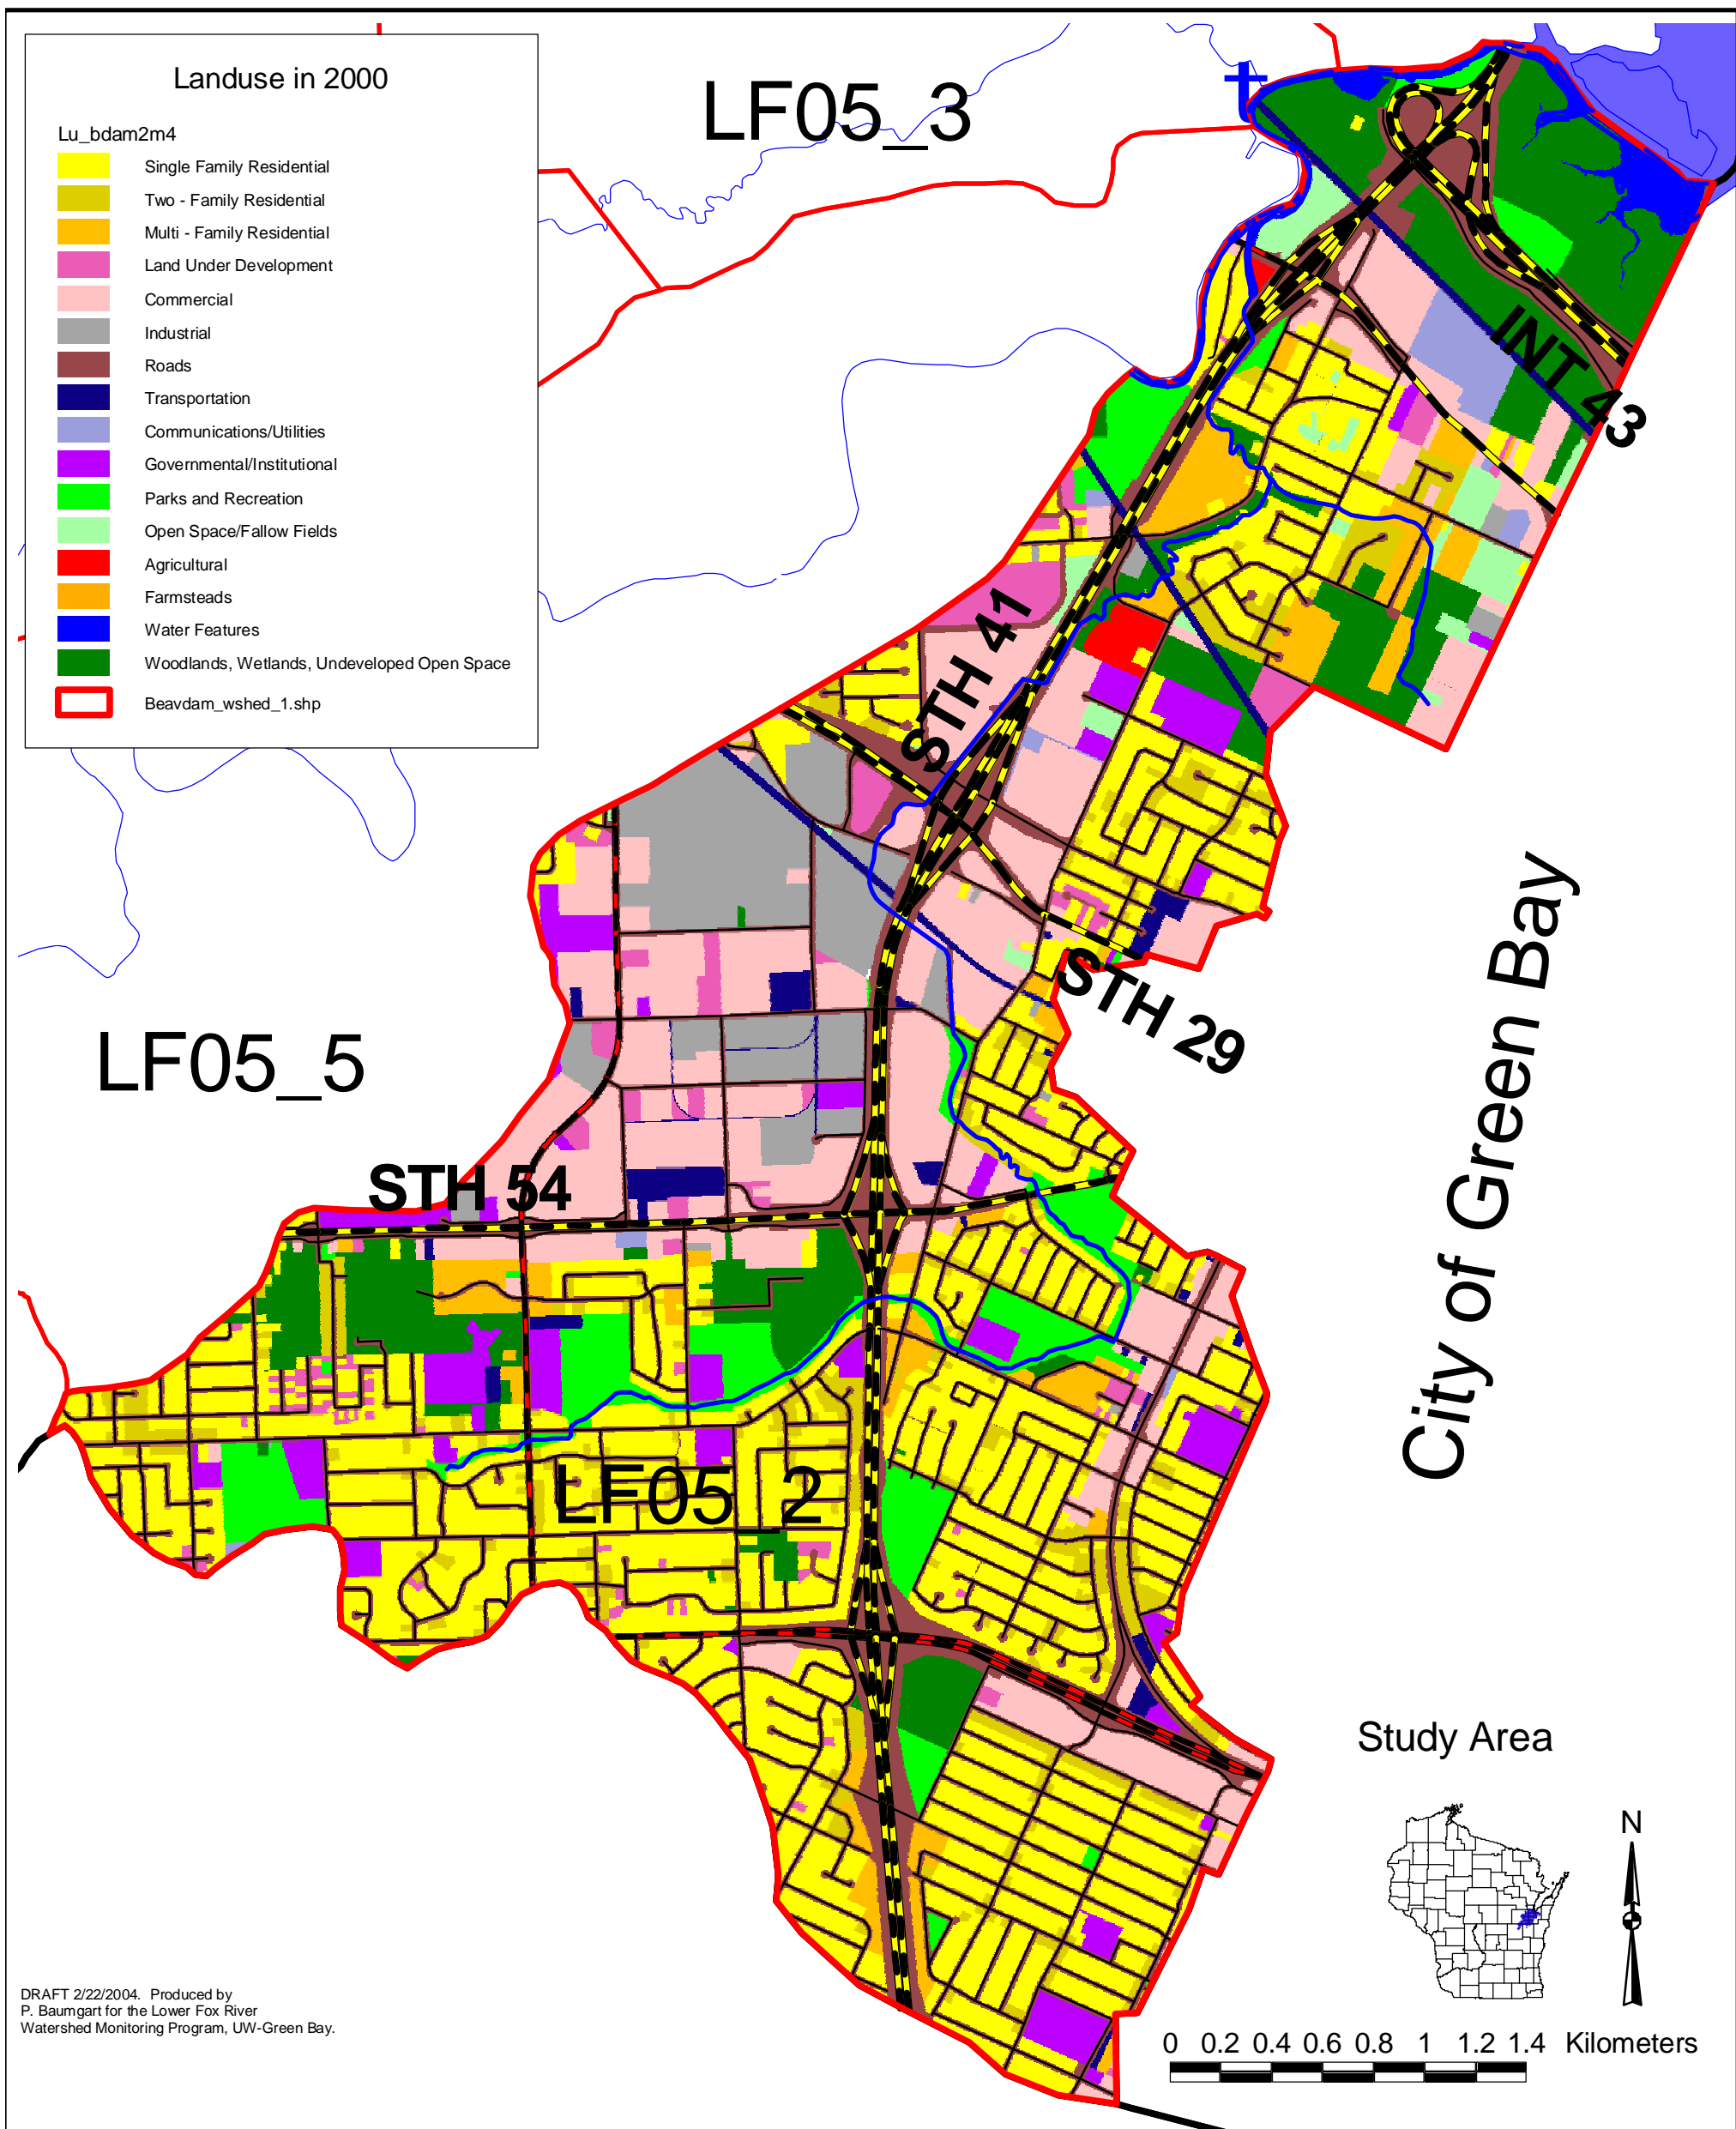 Landuse in 2000
Lu_bdam2m4
Single Family Residential
Two - Family Residential
Multi - Family Residential
Land Under Development
Commercial
Industrial
Roads
Transportation
Communications/Utilities
Governmental/Institutional
Parks and Recreation
Open Space/Fallow Fields
Agricultural
Farmsteads
Water Features
Woodlands, Wetlands, Undeveloped Open Space
Beavdam_wshed_1.shp
LF05_3
INT 43
STH 41
STH 29
LF05_5
STH 54
City of Green Bay
LF05_2
Study Area
N
0 0.2 0.4 0.6 0.8 1 1.2 1.4 Kilometers
DRAFT 2/22/2004. Produced by
P. Baumgart for the Lower Fox River
Watershed Monitoring Program, UW-Green Bay.